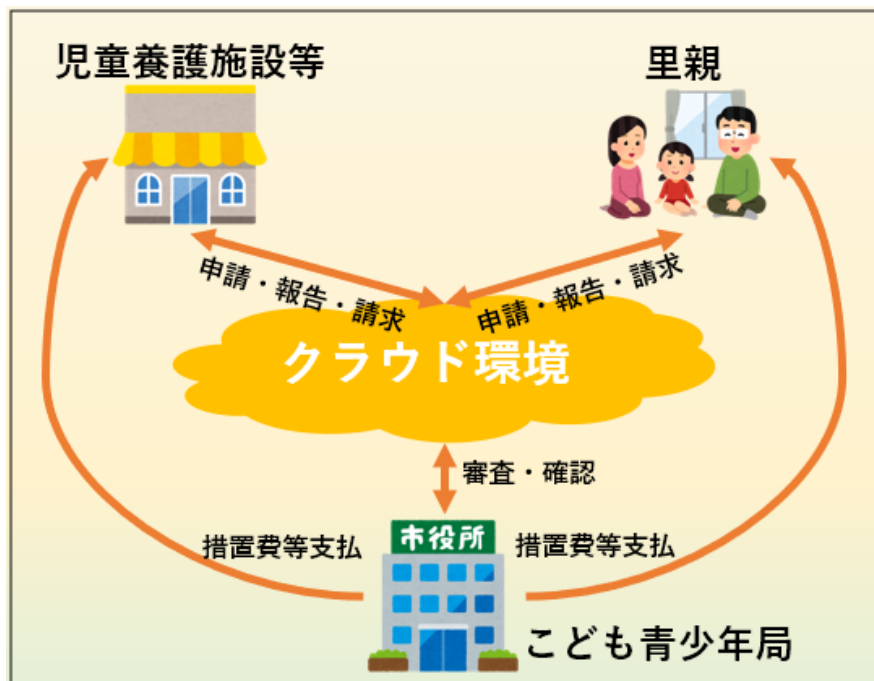 児童養護施設等
里親
申請・報告・請求
申請・報告・請求
クラウド環境
審査・確認
市役所
措置費等支払
措置費等支払
こども青少年局